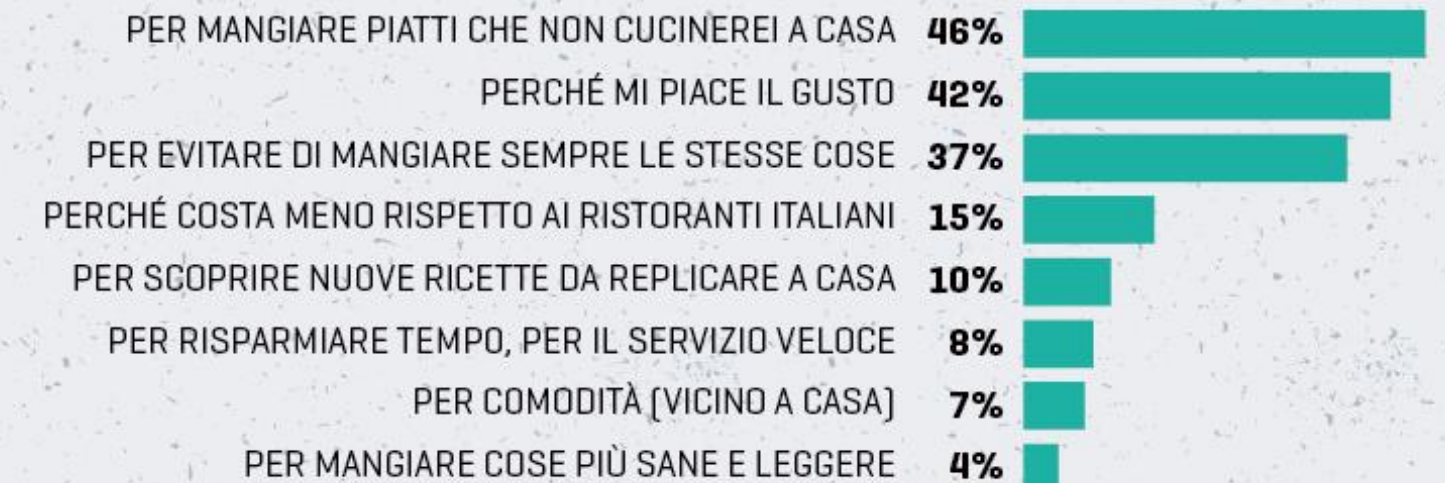 PER MANGIARE PIATTI CHE NON CUCINEREI A CASA 46%
PERCHÉ MI PIACE IL GUSTO 42%
PER EVITARE DI MANGIARE SEMPRE LE STESSE COSE 37%
PERCHÉ COSTA MENO RISPETTO AI RISTORANTI ITALIANI 15%
PER SCOPRIRE NUOVE RICETTE DA REPLICARE A CASA 10%
PER RISPARMIARE TEMPO, PER IL SERVIZIO VELOCE 8%
PER COMODITÀ (VICINO A CASA) 7%
PER MANGIARE COSE PIÙ SANE E LEGGERE 4%